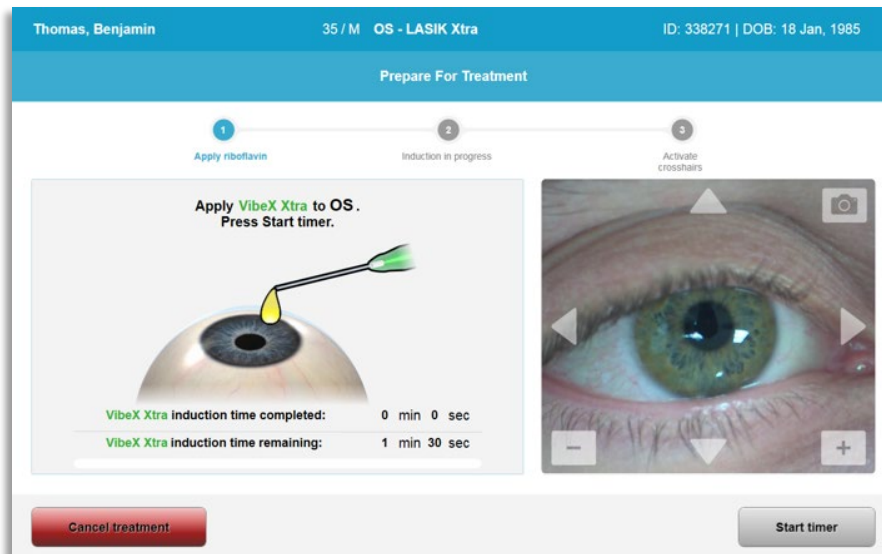 Thomas, Benjamin 35 / M OS - LASIK Xtra ID: 338271 | DOB: 18 Jan, 1985
Prepare For Treatment
1 2 3
Apply riboflavin Induction in progress Activate
crosshairs
Apply VibeX Xtra to OS .
Press Start timer.
VibeX Xtra induction time completed: 0 min 0 sec
VibeX Xtra induction time remaining: 1 min 30 sec
Cancel treatment Start timer